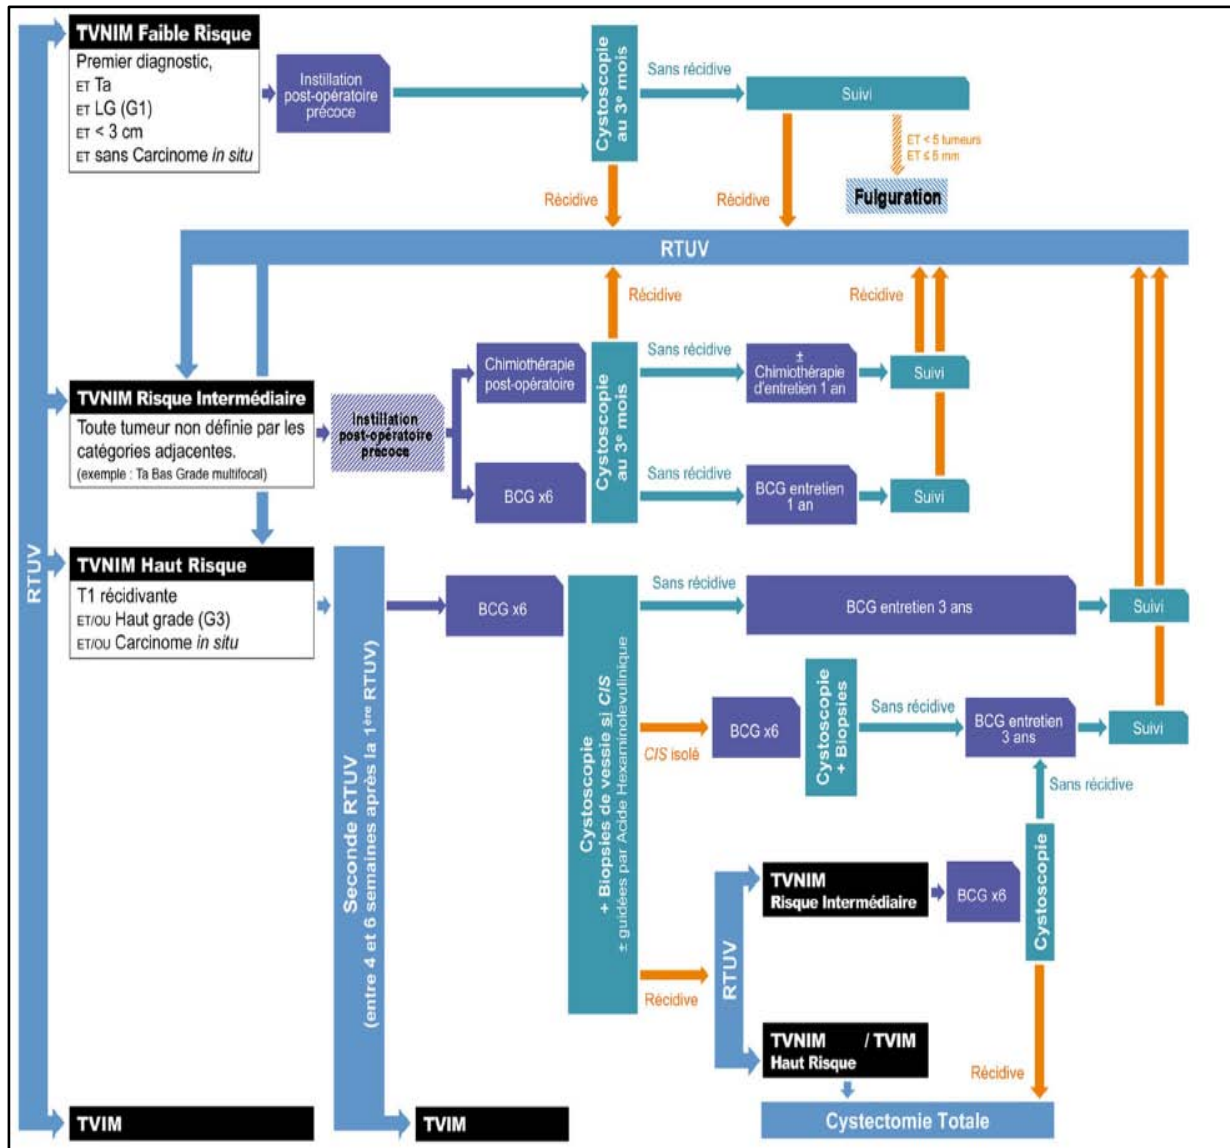 TVNIM Faible Risque
Premier diagnostic,
ET Ta
ET LG (G1)
ET < 3 cm
ET sans Carcinome in situ
Instillation
post-opératoire
précoce
Cystoscopie
au 3e mois
Sans récidive
Suivi
ET < 5 tumeurs
ET ≤ 5 mm
Fulguration
Récidive
Récidive
RTUV
Récidive
Récidive
TVNIM Risque Intermédiaire
Toute tumeur non définie par les
catégories adjacentes.
(exemple : Ta Bas Grade multifocal)
Instillation
post-opératoire
précoce
Chimiothérapie
post-opératoire
BCG x6
Cystoscopie
au 3e mois
Sans récidive
±
Chimiothérapie
d'entretien 1 an
Suivi
Sans récidive
BCG entretien
1 an
Suivi
RTUV
TVNIM Haut Risque
T1 récidivante
ET/OU Haut grade (G3)
ET/OU Carcinome in situ
Seconde RTUV
(entre 4 et 6 semaines après la 1ère RTUV)
BCG x6
Cystoscopie
+ Biopsies de vessie si CIS
± guidées par Acide Hexaminolevulinique
Sans récidive
BCG entretien 3 ans
Suivi
CIS isolé
BCG x6
Cystoscopie
+ Biopsies
Sans récidive
BCG entretien
3 ans
Suivi
Sans récidive
Récidive
RTUV
TVNIM
Risque Intermédiaire
BCG x6
Cystoscopie
TVNIM / TVIM
Haut Risque
Récidive
Cystectomie Totale
TVIM
TVIM